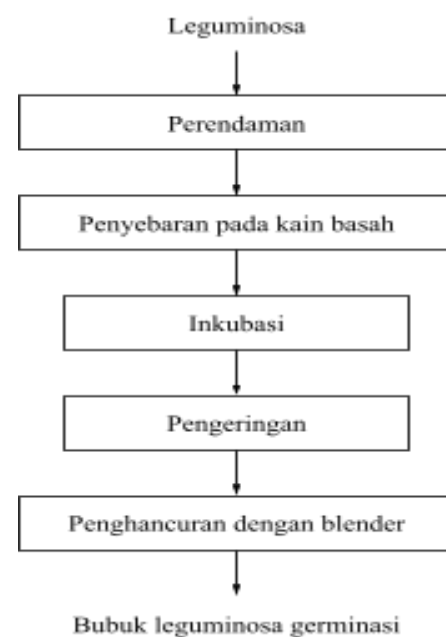 Leguminosa
Perendaman
Penyebaran pada kain basah
Inkubasi
Pengeringan
Penghancuran dengan blender
Bubuk leguminosa germinasi